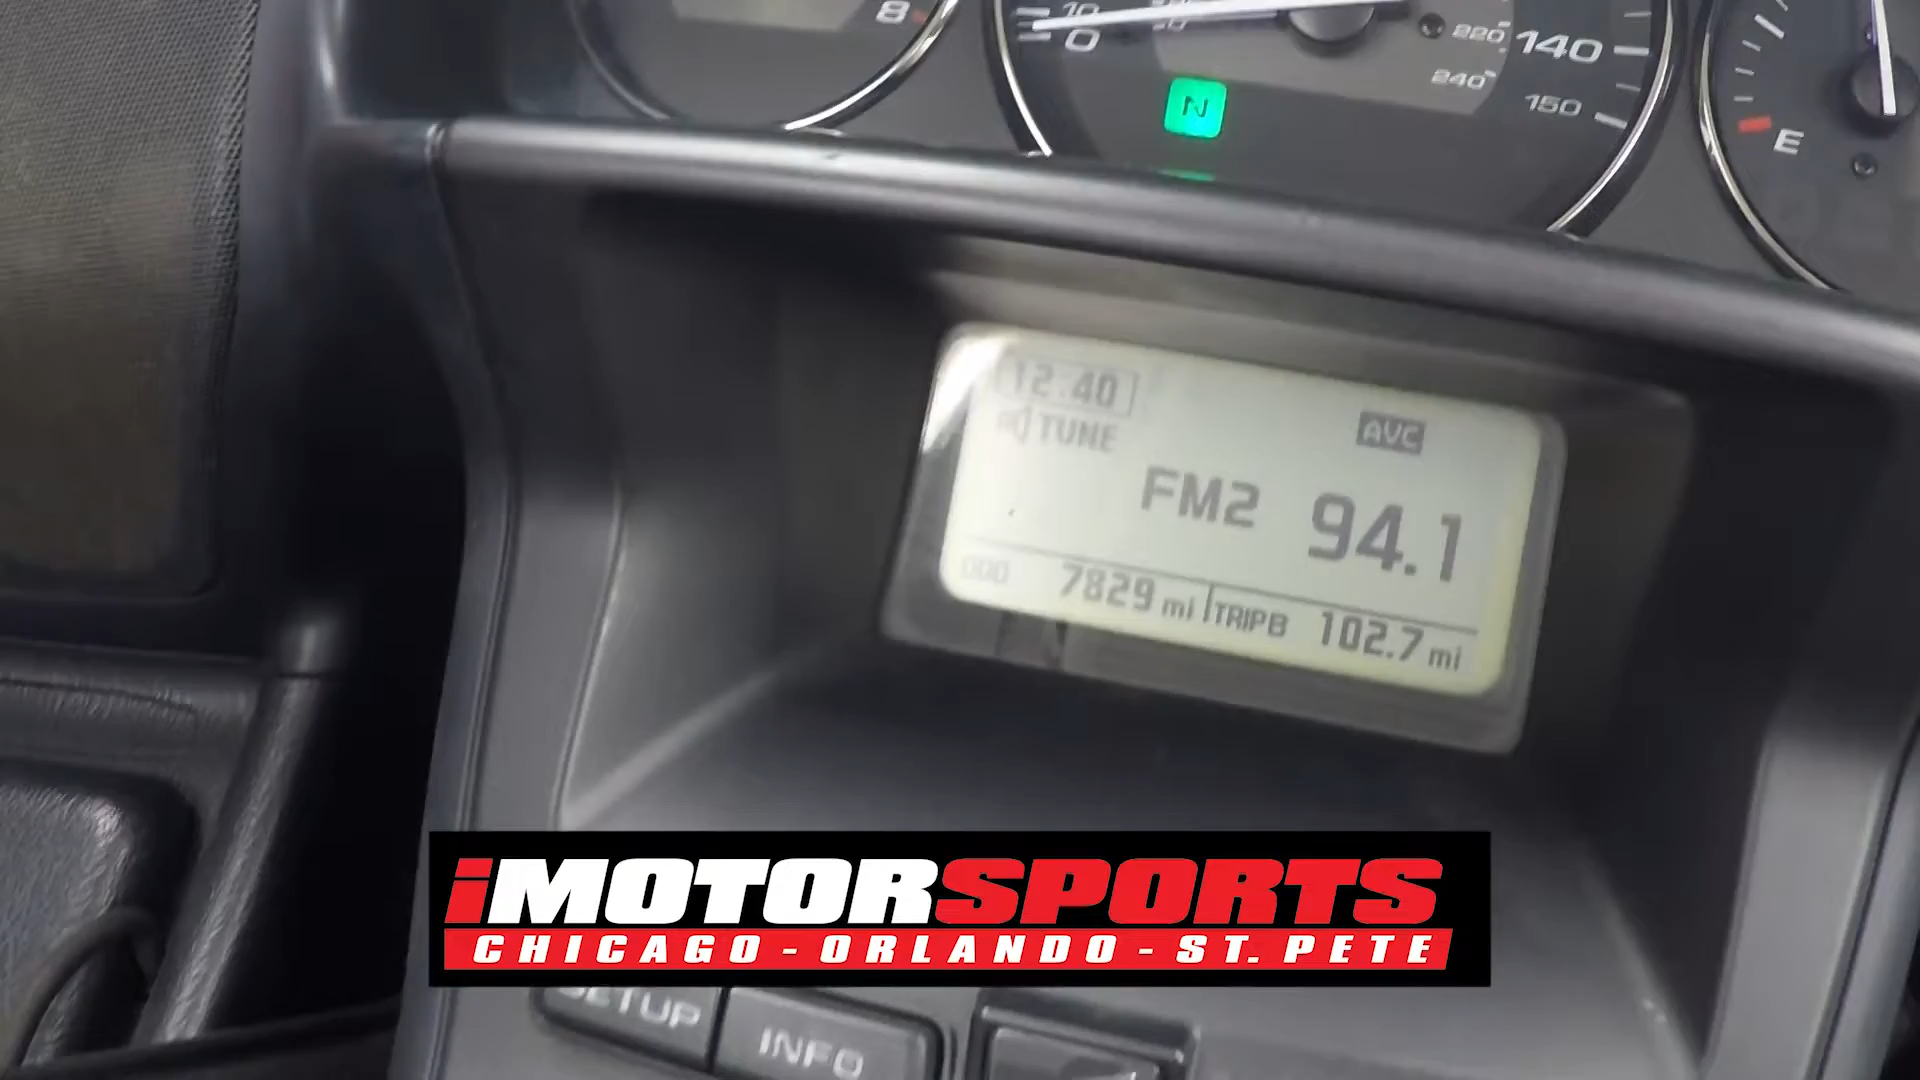 8
10
0
220
240
140
150
N
E
12:40
TUNE
AVC
FM2 94.1
ODO 7829 mi TRIP B 102.7 mi
iMOTORSPORTS
CHICAGO - ORLANDO - ST. PETE
SETUP
INFO